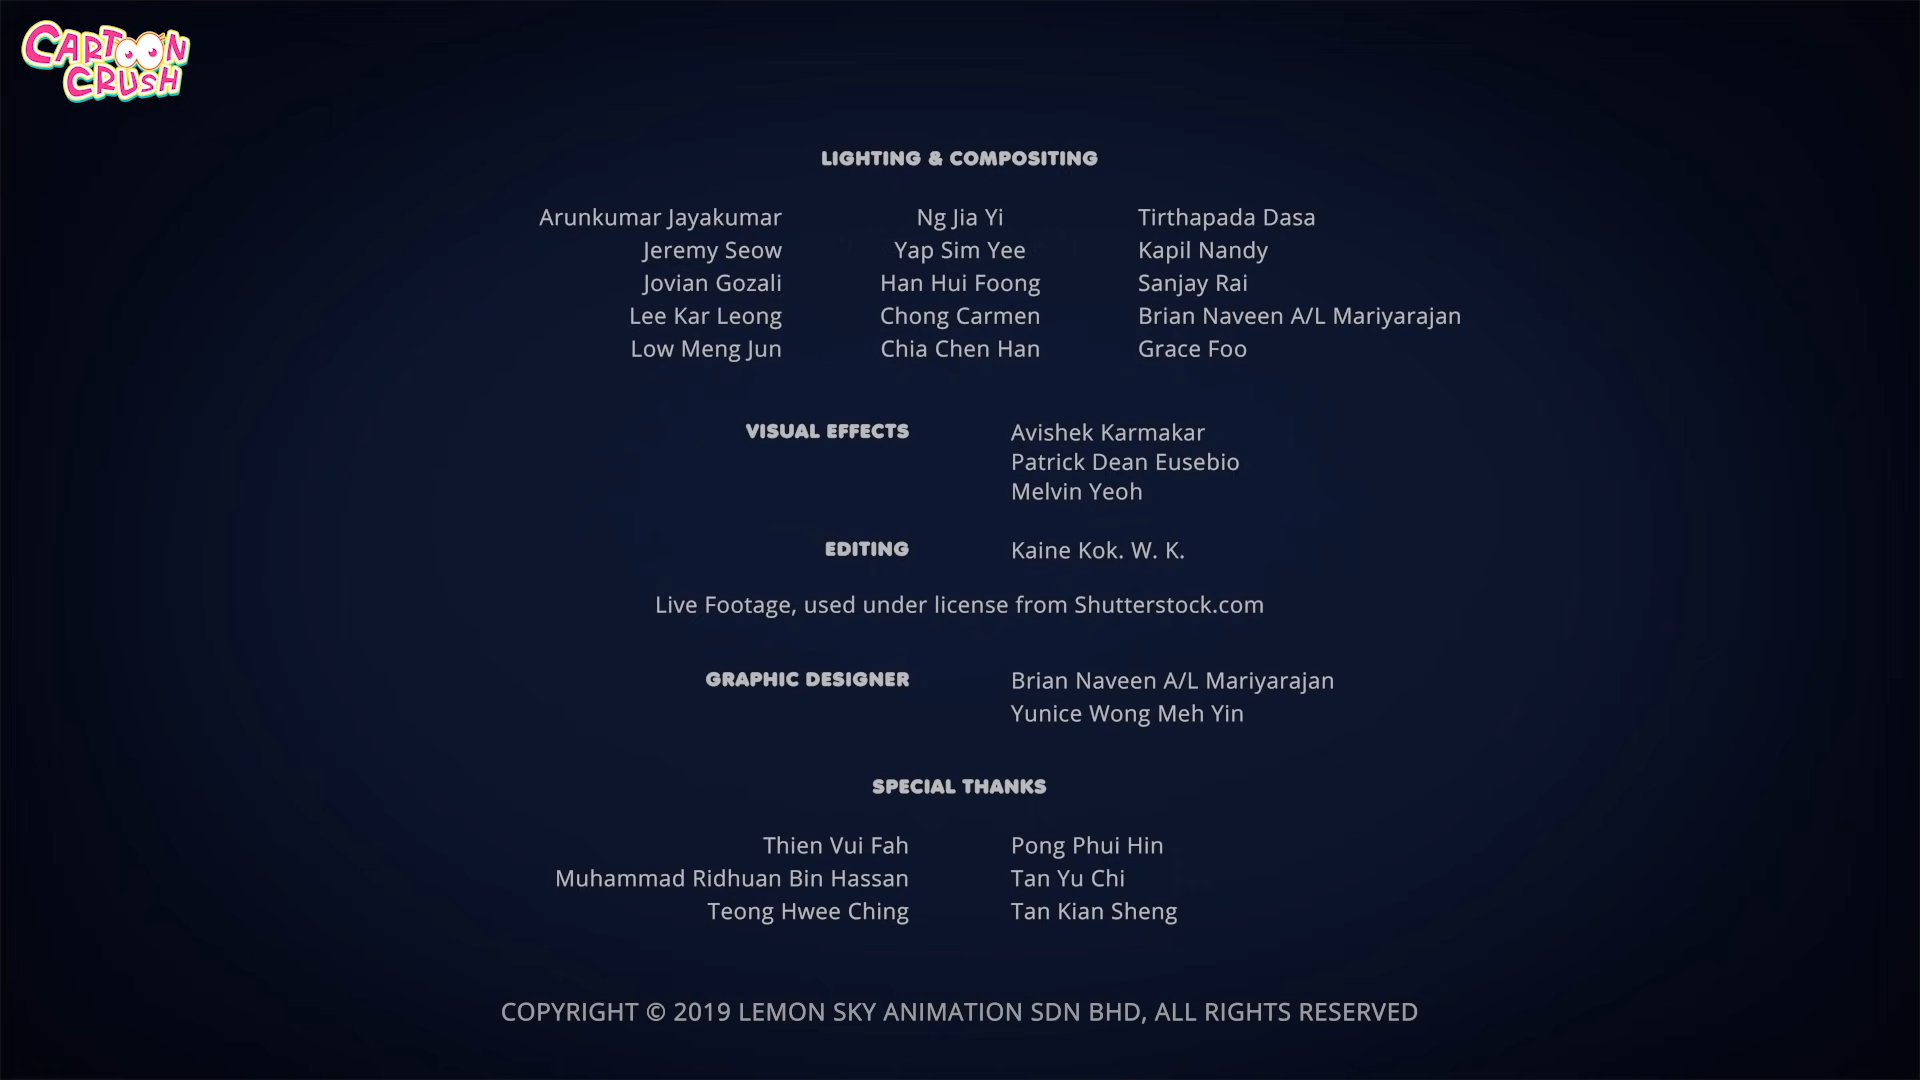 CARTOON
CRUSH
LIGHTING & COMPOSITING
Arunkumar Jayakumar Ng Jia Yi Tirthapada Dasa
Jeremy Seow Yap Sim Yee Kapil Nandy
Jovian Gozali Han Hui Foong Sanjay Rai
Lee Kar Leong Chong Carmen Brian Naveen A/L Mariyarajan
Low Meng Jun Chia Chen Han Grace Foo
VISUAL EFFECTS Avishek Karmakar
Patrick Dean Eusebio
Melvin Yeoh
EDITING Kaine Kok. W. K.
Live Footage, used under license from Shutterstock.com
GRAPHIC DESIGNER Brian Naveen A/L Mariyarajan
Yunice Wong Meh Yin
SPECIAL THANKS
Thien Vui Fah Pong Phui Hin
Muhammad Ridhuan Bin Hassan Tan Yu Chi
Teong Hwee Ching Tan Kian Sheng
COPYRIGHT © 2019 LEMON SKY ANIMATION SDN BHD, ALL RIGHTS RESERVED